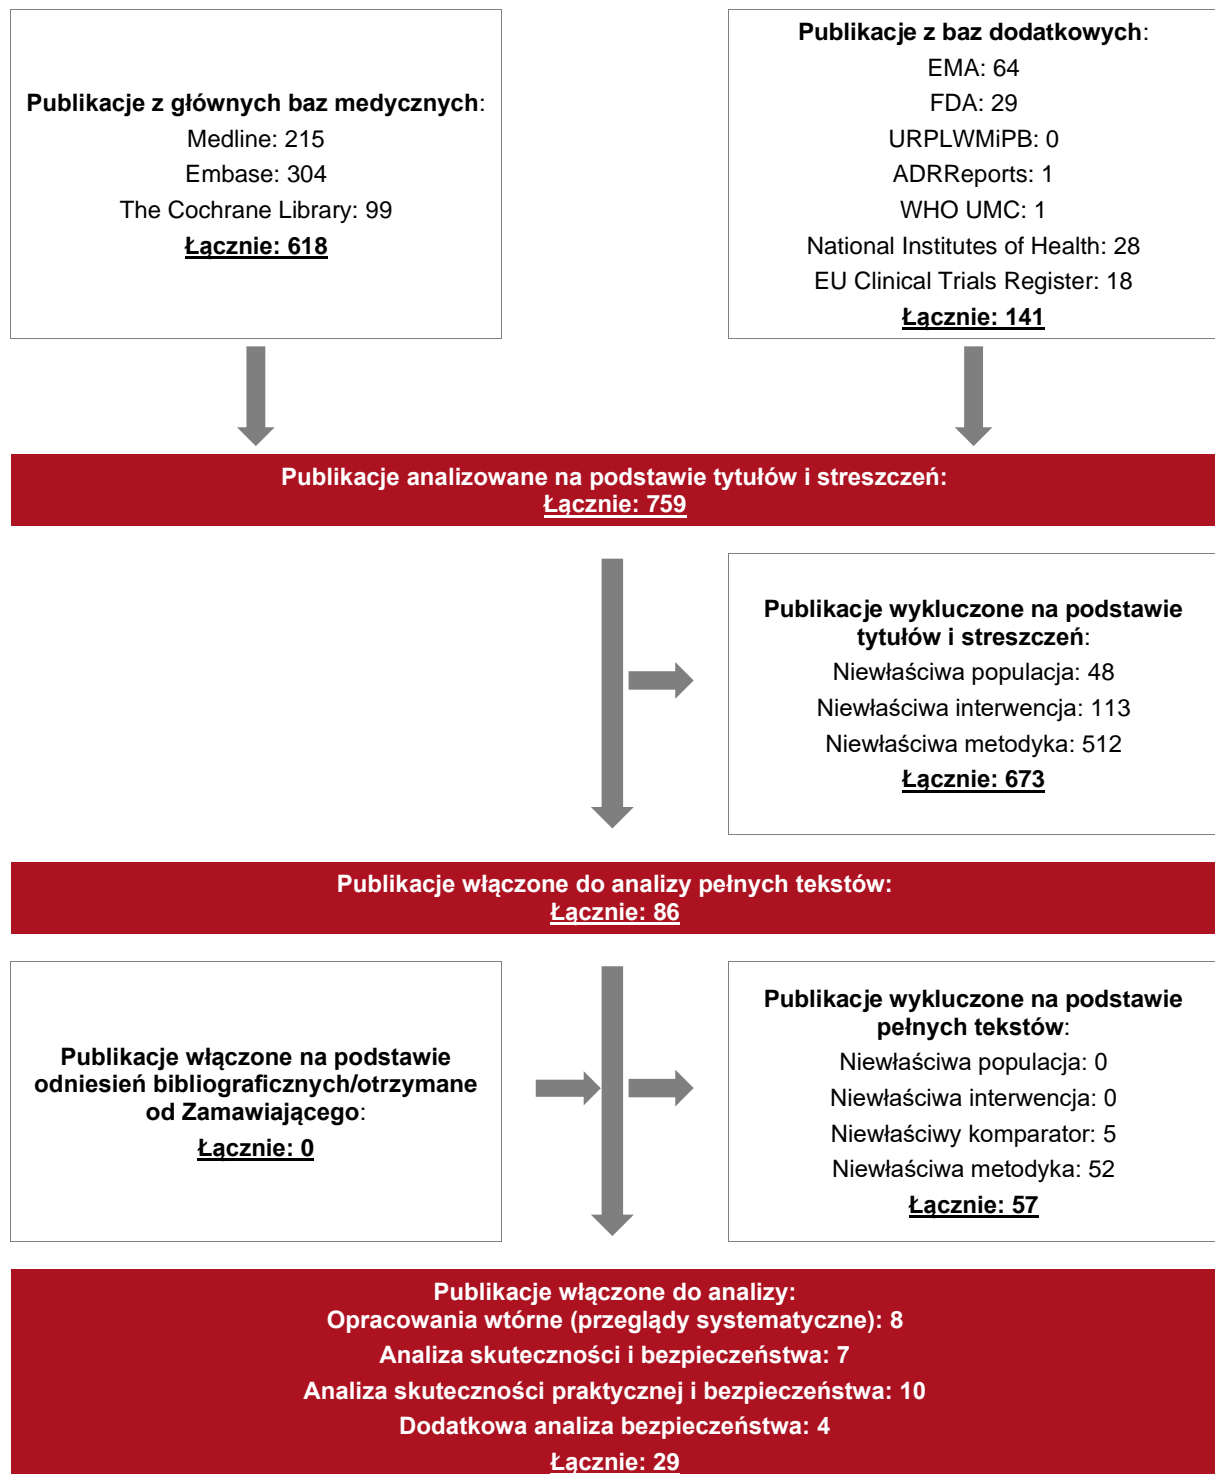 Publikacje z głównych baz medycznych:
Medline: 215
Embase: 304
The Cochrane Library: 99
Łącznie: 618
Publikacje z baz dodatkowych:
EMA: 64
FDA: 29
URPLWMiPB: 0
ADRReports: 1
WHO UMC: 1
National Institutes of Health: 28
EU Clinical Trials Register: 18
Łącznie: 141
Publikacje analizowane na podstawie tytułów i streszczeń:
Łącznie: 759
Publikacje wykluczone na podstawie
tytułów i streszczeń:
Niewłaściwa populacja: 48
Niewłaściwa interwencja: 113
Niewłaściwa metodyka: 512
Łącznie: 673
Publikacje włączone do analizy pełnych tekstów:
Łącznie: 86
Publikacje włączone na podstawie
odniesień bibliograficznych/otrzymane
od Zamawiającego:
Łącznie: 0
Publikacje wykluczone na podstawie
pełnych tekstów:
Niewłaściwa populacja: 0
Niewłaściwa interwencja: 0
Niewłaściwy komparator: 5
Niewłaściwa metodyka: 52
Łącznie: 57
Publikacje włączone do analizy:
Opracowania wtórne (przeglądy systematyczne): 8
Analiza skuteczności i bezpieczeństwa: 7
Analiza skuteczności praktycznej i bezpieczeństwa: 10
Dodatkowa analiza bezpieczeństwa: 4
Łącznie: 29